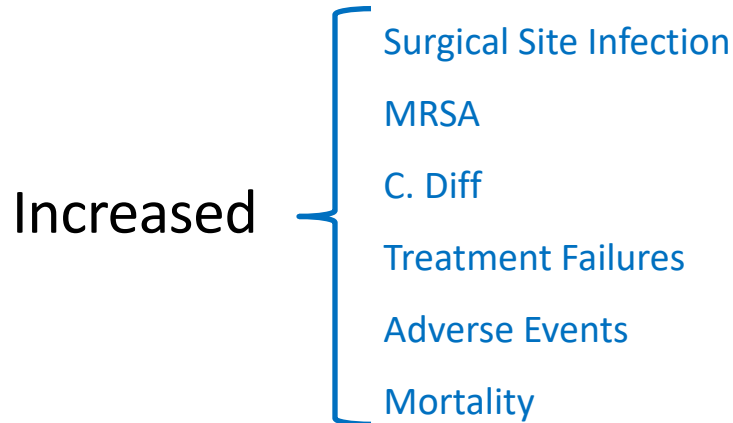 Increased
Surgical Site Infection
MRSA
C. Diff
Treatment Failures
Adverse Events
Mortality